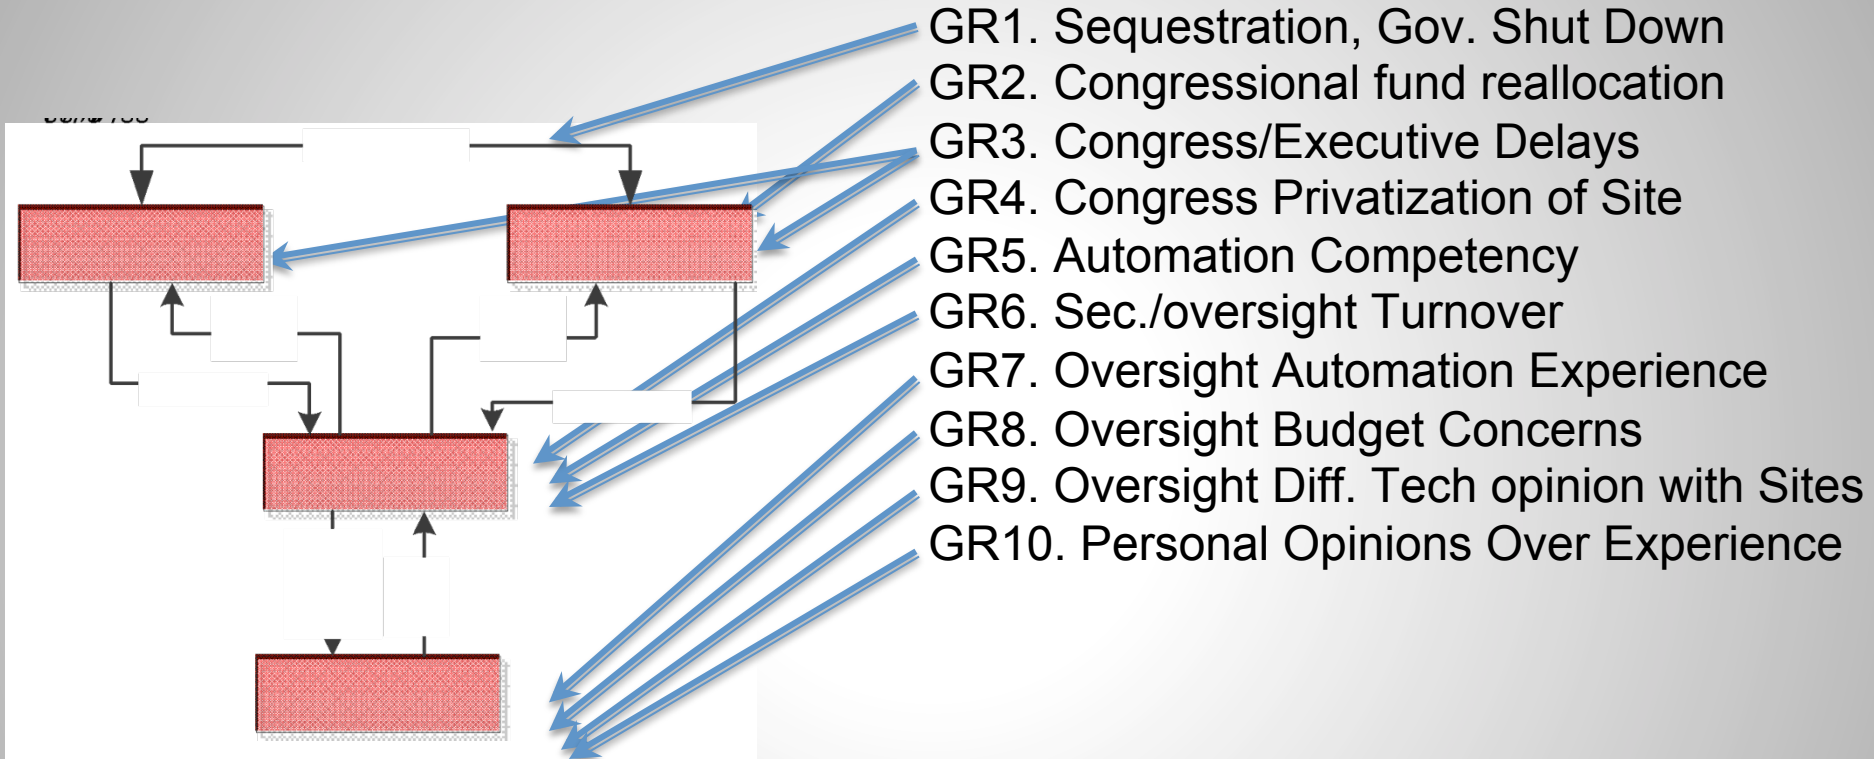 GR1. Sequestration, Gov. Shut Down
GR2. Congressional fund reallocation
GR3. Congress/Executive Delays
GR4. Congress Privatization of Site
GR5. Automation Competency
GR6. Sec./oversight Turnover
GR7. Oversight Automation Experience
GR8. Oversight Budget Concerns
GR9. Oversight Diff. Tech opinion with Sites
GR10. Personal Opinions Over Experience